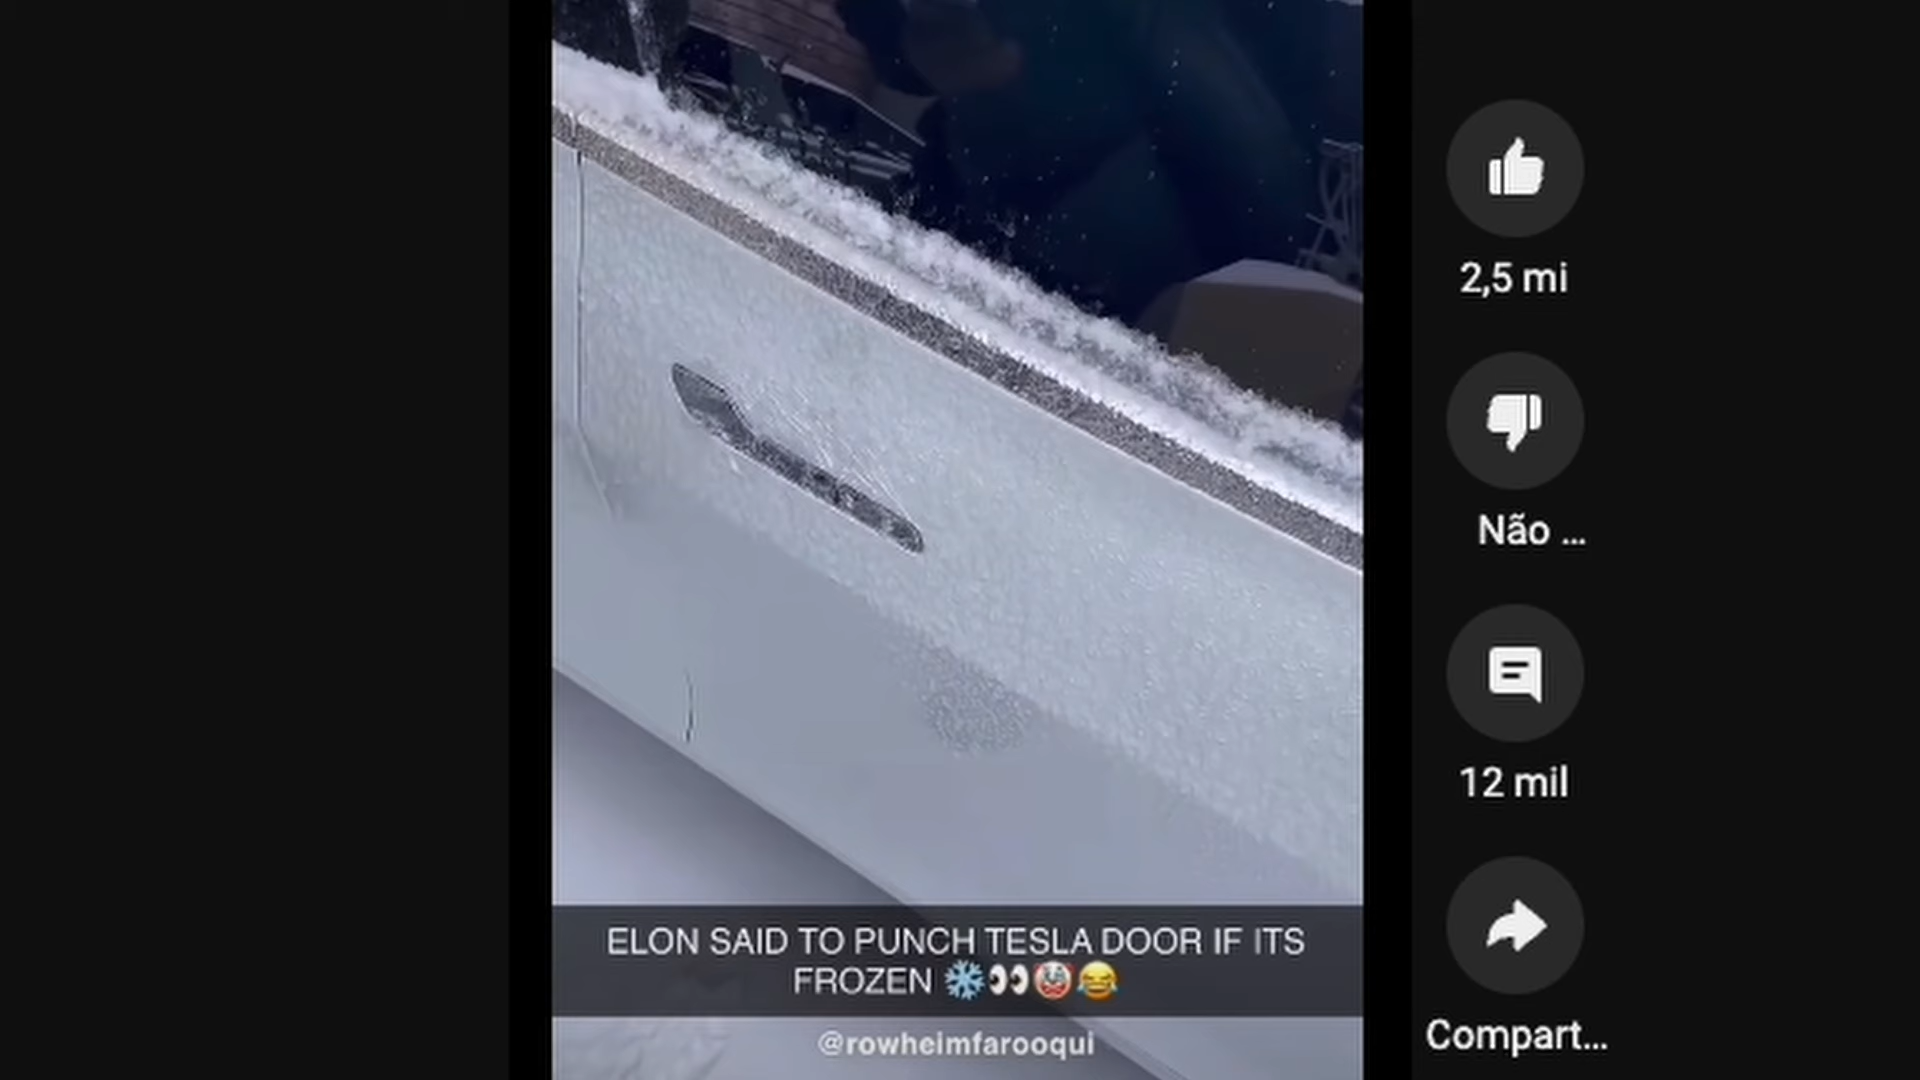 2,5 mi
Não ...
12 mil
Compart...
ELON SAID TO PUNCH TESLA DOOR IF ITS
FROZEN ❄️👀🤡😂
@rowheimfarooqui